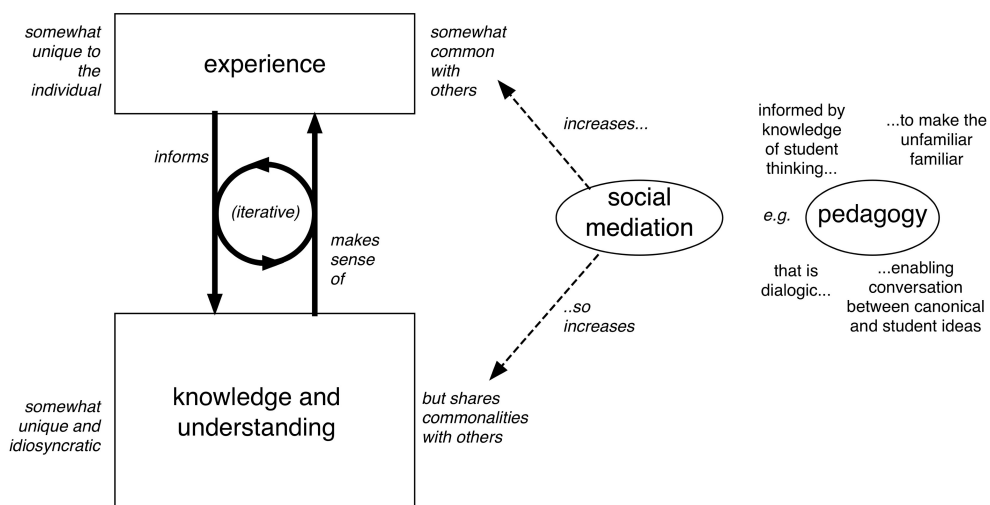 somewhat
unique to
the
individual
experience
somewhat
common
with
others
informs
(iterative)
makes
sense
of
knowledge and
understanding
somewhat
unique and
idiosyncratic
but shares
commonalities
with others
increases...
social
mediation
..so
increases
e.g.
informed by
knowledge
of student
thinking...
...to make the
unfamiliar
familiar
pedagogy
that is
dialogic...
...enabling
conversation
between canonical
and student ideas